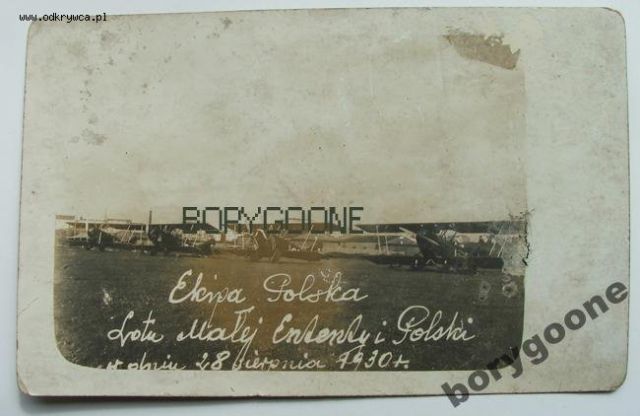 www.odkrywca.pl
BORYGOONE
Ekipa Polska
Lotu Małej Ententy i Polski
w dniu 28 sierpnia 1930 r.
borygoone